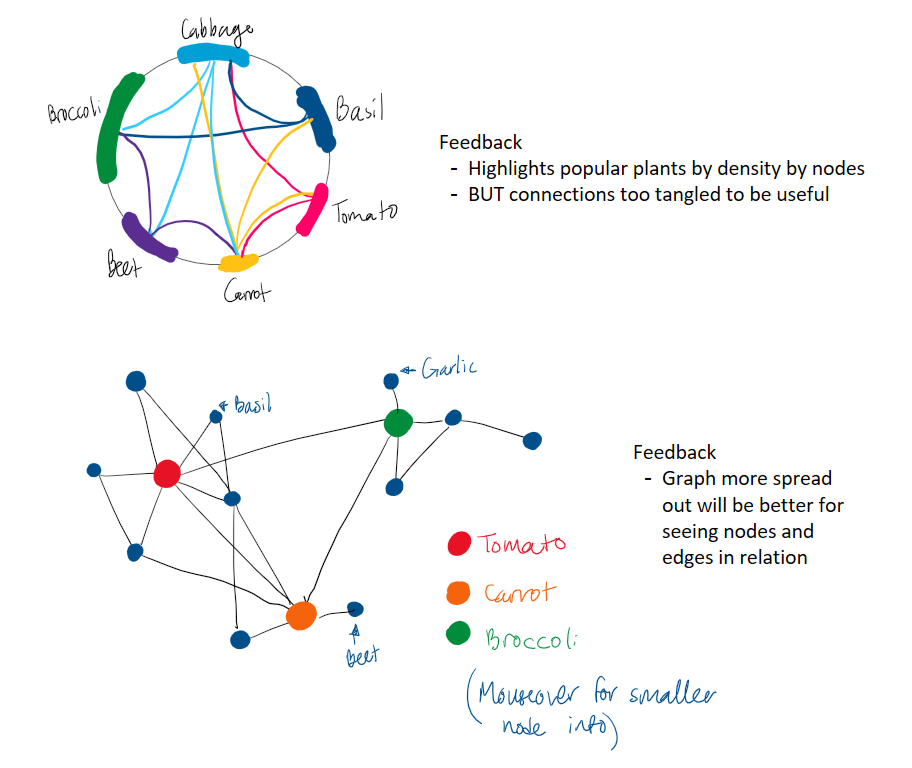 Cabbage
Broccoli
Basil
Tomato
Beet
Carrot
Feedback
- Highlights popular plants by density by nodes
- BUT connections too tangled to be useful
Garlic
Basil
Beet
Tomato
Carrot
Broccoli
(Mouseover for smaller
node info)
Feedback
- Graph more spread
out will be better for
seeing nodes and
edges in relation